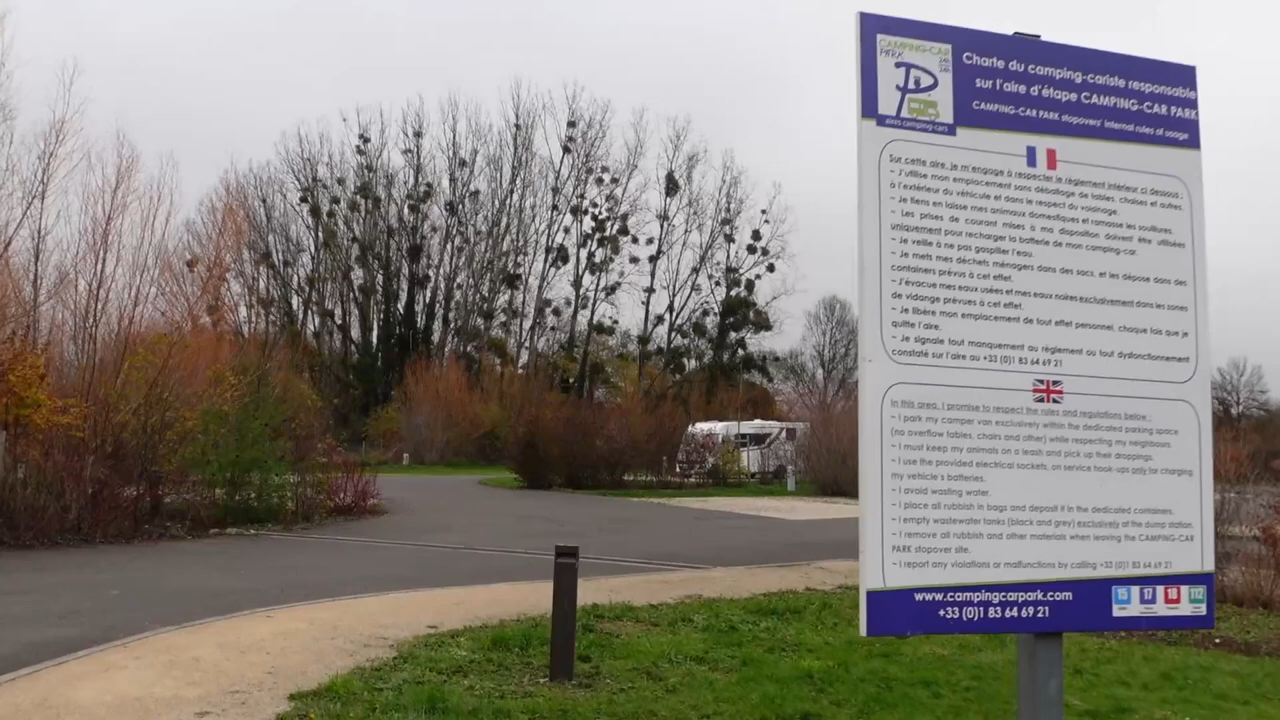 CAMPING-CAR
PARK
24h
24h
P
aires camping-cars
Charte du camping-cariste responsable
sur l'aire d'étape CAMPING-CAR PARK
CAMPING-CAR PARK stopovers' internal rules of usage
Sur cette aire, je m'engage à respecter le règlement intérieur ci dessous :
~ J'utilise mon emplacement sans déballage de tables, chaises et autres,
à l'extérieur du véhicule et dans le respect du voisinage.
~ Je tiens en laisse mes animaux domestiques et ramasse les souillures.
~ Les prises de courant mises à ma disposition doivent être utilisées
uniquement pour recharger la batterie de mon camping-car.
~ Je veille à ne pas gaspiller l'eau.
~ Je mets mes déchets ménagers dans des sacs, et les dépose dans des
containers prévus à cet effet.
~ J'évacue mes eaux usées et mes eaux noires exclusivement dans les zones
de vidange prévues à cet effet.
~ Je libère mon emplacement de tout effet personnel, chaque fois que je
quitte l'aire.
~ Je signale tout manquement au règlement ou tout dysfonctionnement
constaté sur l'aire au +33 (0)1 83 64 69 21
In this area, I promise to respect the rules and regulations below :
~ I park my camper van exclusively within the dedicated parking space
(no overflow tables, chairs and other) while respecting my neighbours.
~ I must keep my animals on a leash and pick up their droppings.
~ I use the provided electrical sockets, on service hook-ups only for charging
my vehicle's batteries.
~ I avoid wasting water.
~ I place all rubbish in bags and deposit it in the dedicated containers.
~ I empty wastewater tanks (black and grey) exclusively at the dump station.
~ I remove all rubbish and other materials when leaving the CAMPING-CAR
PARK stopover site.
~ I report any violations or malfunctions by calling +33 (0)1 83 64 69 21
www.campingcarpark.com
+33 (0)1 83 64 69 21
15 17 18 112